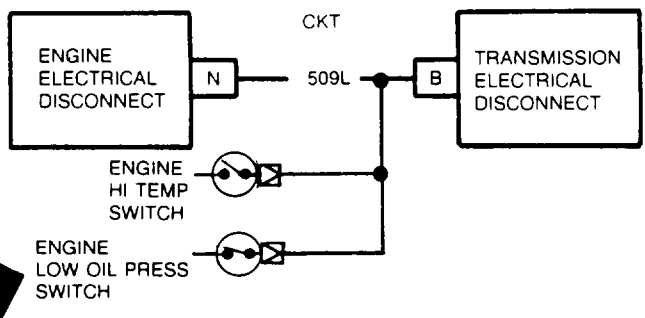 CKT
ENGINE
ELECTRICAL
DISCONNECT
N
509L
B
TRANSMISSION
ELECTRICAL
DISCONNECT
ENGINE
HI TEMP
SWITCH
ENGINE
LOW OIL PRESS
SWITCH